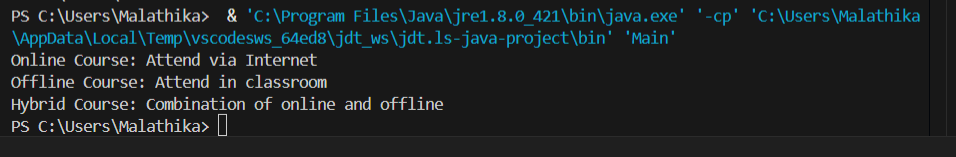 PS C:\Users\Malathika>  & 'C:\Program Files\Java\jre1.8.0_421\bin\java.exe' '-cp' 'C:\Users\Malathika
\AppData\Local\Temp\vscodesws_64ed8\jdt_ws\jdt.ls-java-project\bin' 'Main'
Online Course: Attend via Internet
Offline Course: Attend in classroom
Hybrid Course: Combination of online and offline
PS C:\Users\Malathika>